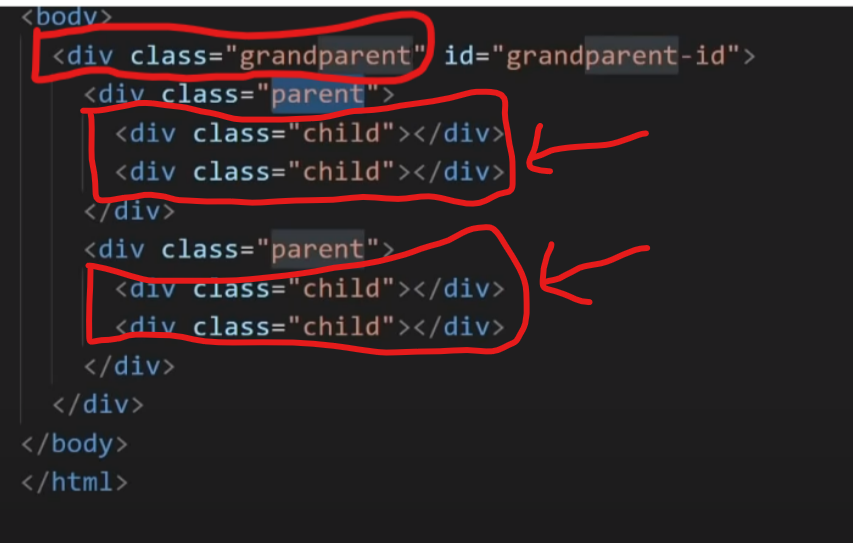 <body>
<div class="grandparent" id="grandparent-id">
<div class="parent">
<div class="child"></div>
<div class="child"></div>
</div>
<div class="parent">
<div class="child"></div>
<div class="child"></div>
</div>
</div>
</body>
</html>